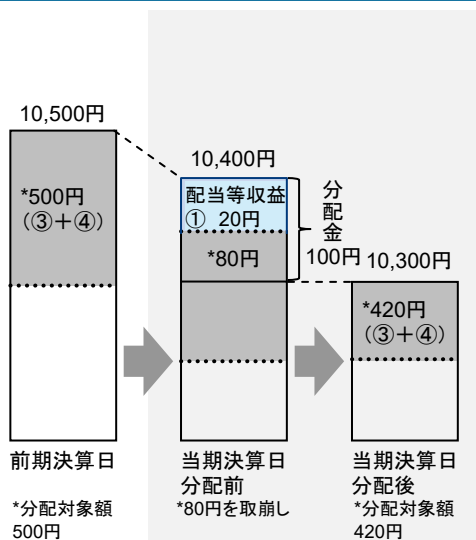 10,500円
*500円
(③+④)
前期決算日
*分配対象額
500円
10,400円
配当等収益
① 20円
*80円
分配金
100円
当期決算日
分配前
*80円を取崩し
10,300円
*420円
(③+④)
当期決算日
分配後
*分配対象額
420円